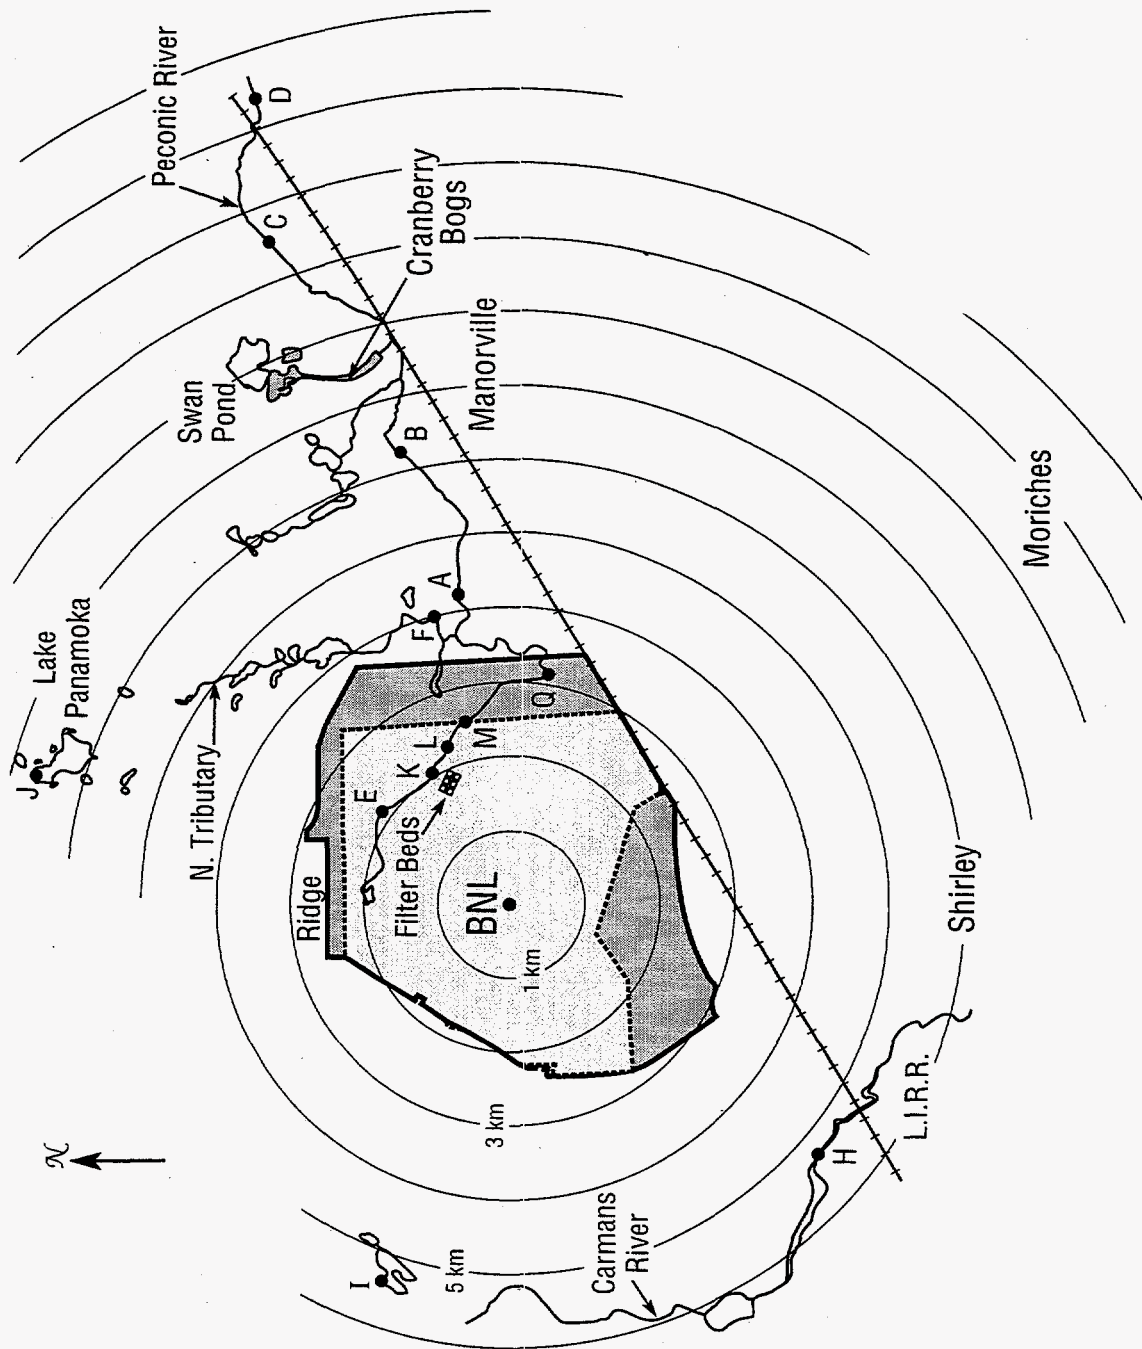 N
I
5 km
Carmans
River
3 km
H
L.I.R.R.
Ridge
Filter Beds
BNL
1 km
Shirley
J
Lake
Panamoka
N. Tributary
E
K
L
M
Q
F
A
Swan
Pond
B
Manorville
Moriches
Cranberry
Bogs
C
Peconic River
D